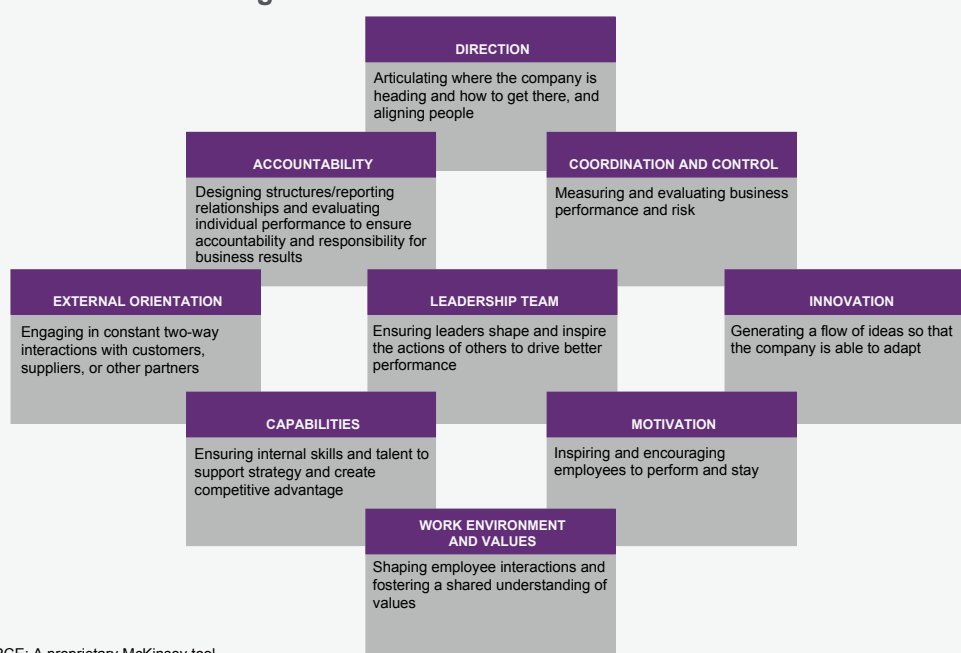 DIRECTION
Articulating where the company is
heading and how to get there, and
aligning people
ACCOUNTABILITY
Designing structures/reporting
relationships and evaluating
individual performance to ensure
accountability and responsibility for
business results
COORDINATION AND CONTROL
Measuring and evaluating business
performance and risk
EXTERNAL ORIENTATION
Engaging in constant two-way
interactions with customers,
suppliers, or other partners
LEADERSHIP TEAM
Ensuring leaders shape and inspire
the actions of others to drive better
performance
INNOVATION
Generating a flow of ideas so that
the company is able to adapt
CAPABILITIES
Ensuring internal skills and talent to
support strategy and create
competitive advantage
MOTIVATION
Inspiring and encouraging
employees to perform and stay
WORK ENVIRONMENT
AND VALUES
Shaping employee interactions and
fostering a shared understanding of
values
A proprietary McKinsey tool